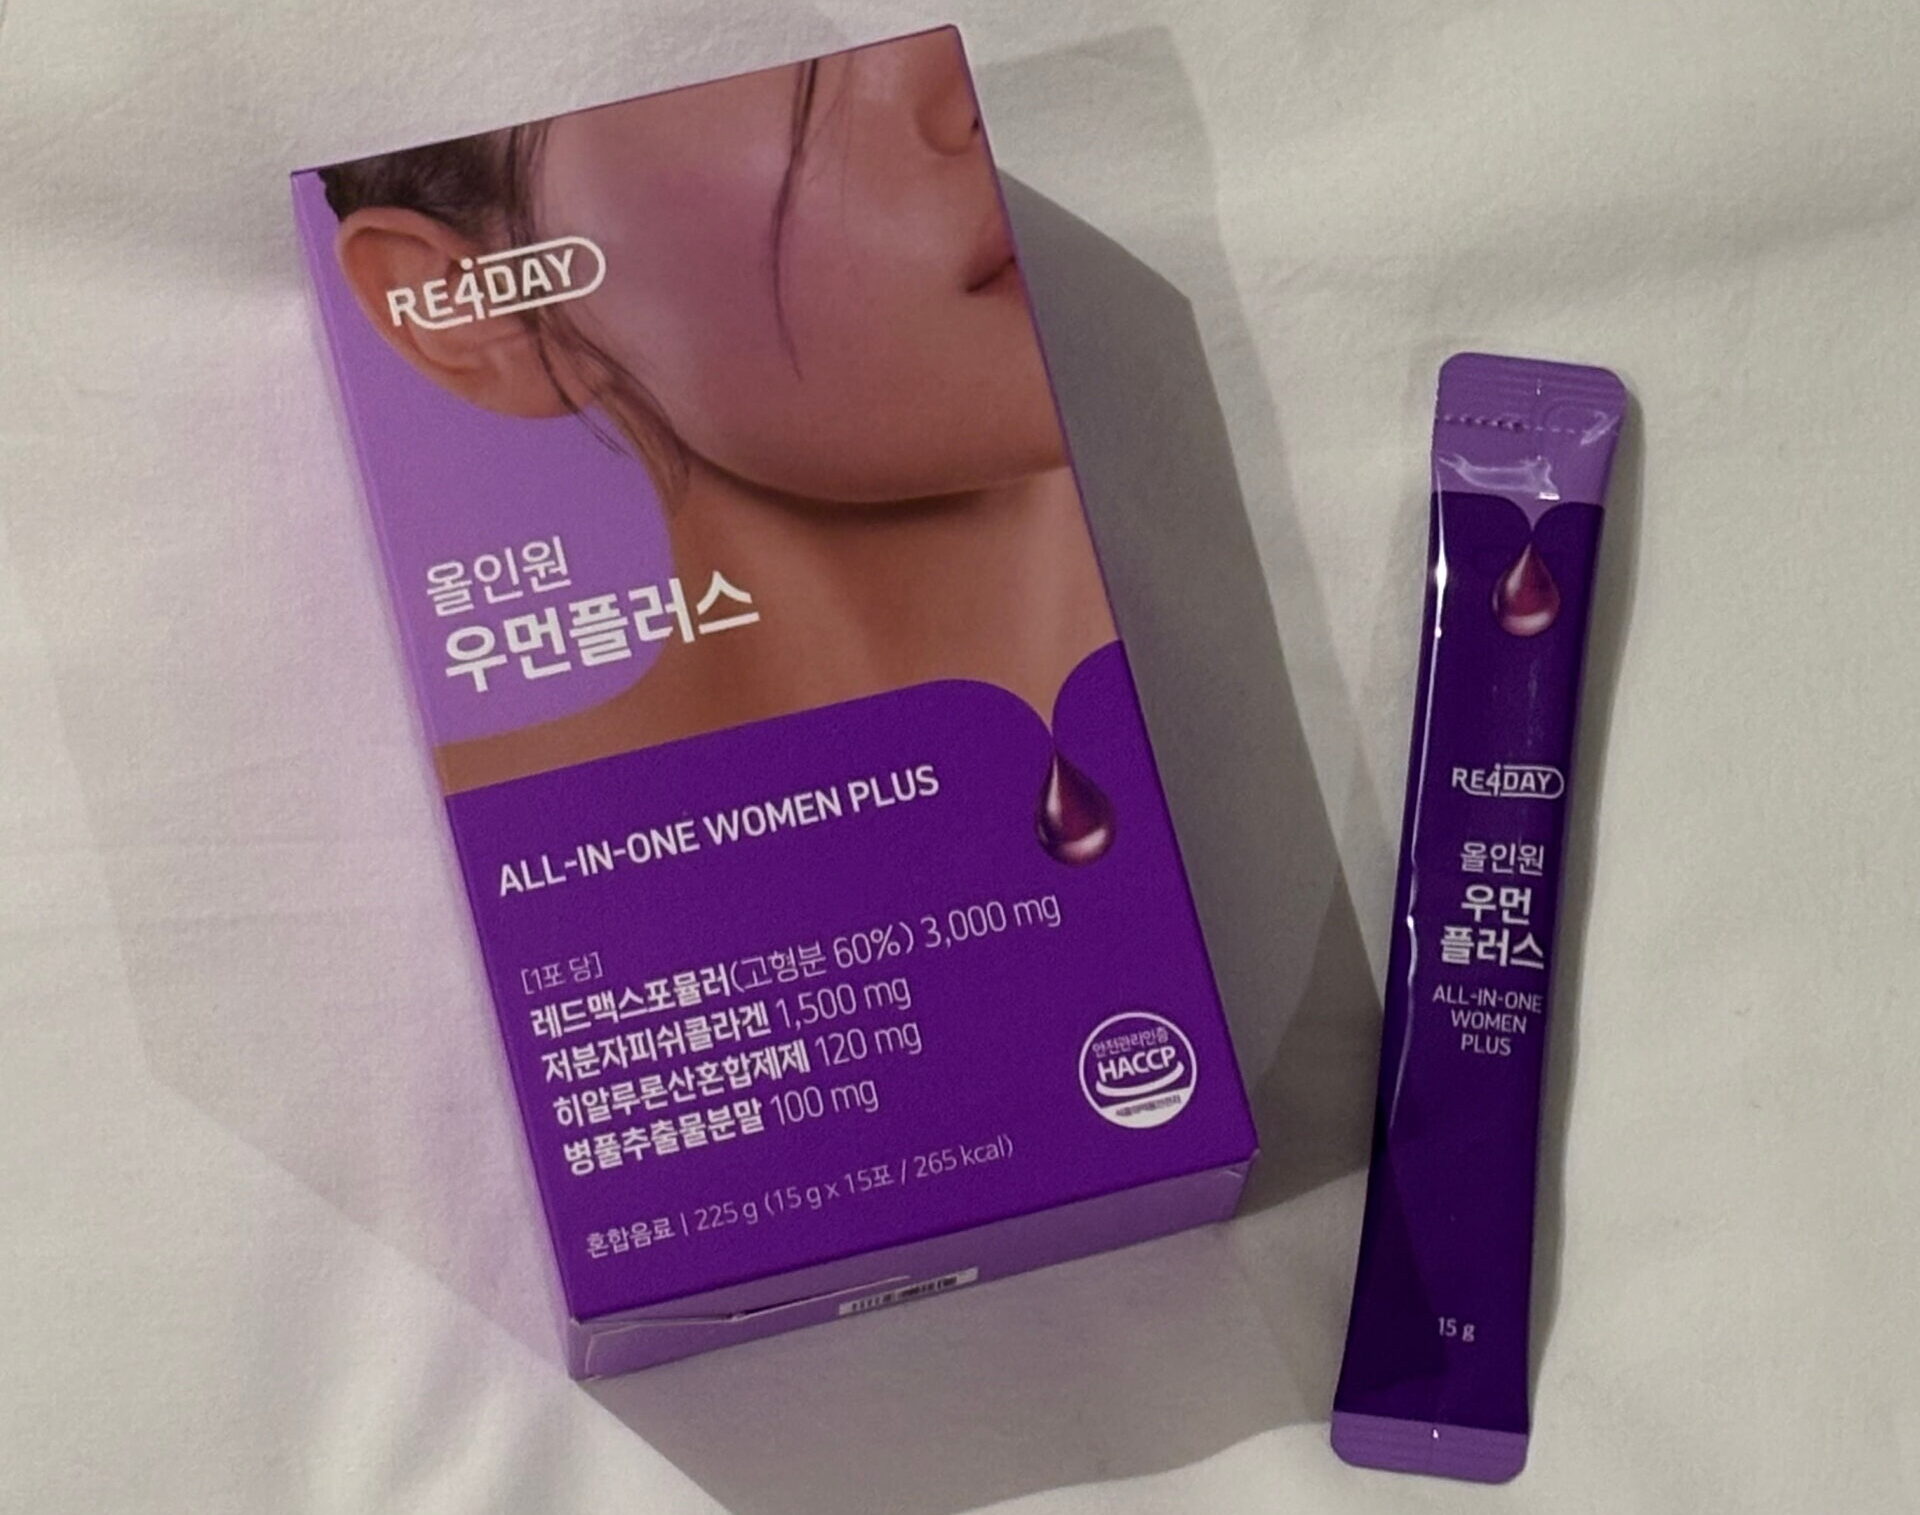 RE4DAY
올인원
우먼플러스
ALL-IN-ONE WOMEN PLUS
[1포 당]
레드맥스포뮬러(고형분 60%) 3,000 mg
저분자피쉬콜라겐 1,500 mg
히알루론산혼합제제 120 mg
병풀추출물분말 100 mg
안전관리인증
HACCP
혼합음료 | 225 g (15 g x 15포 / 265 kcal)
RE4DAY
올인원
우먼
플러스
ALL-IN-ONE
WOMEN
PLUS
15 g